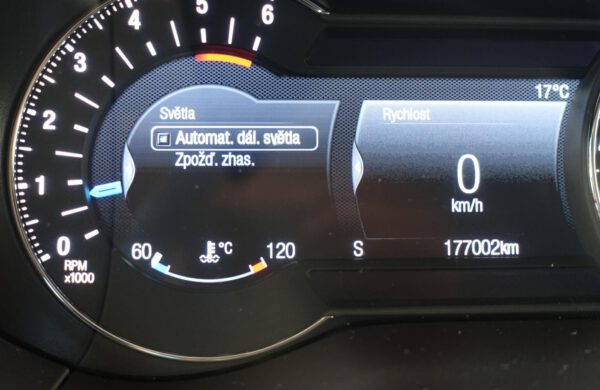 6
5
4
3
2
1
0
RPM
x1000
17°C
Světla
Automat. dál. světla
Zpožď. zhas.
60
°C
120
Rychlost
0
km/h
S
177002km